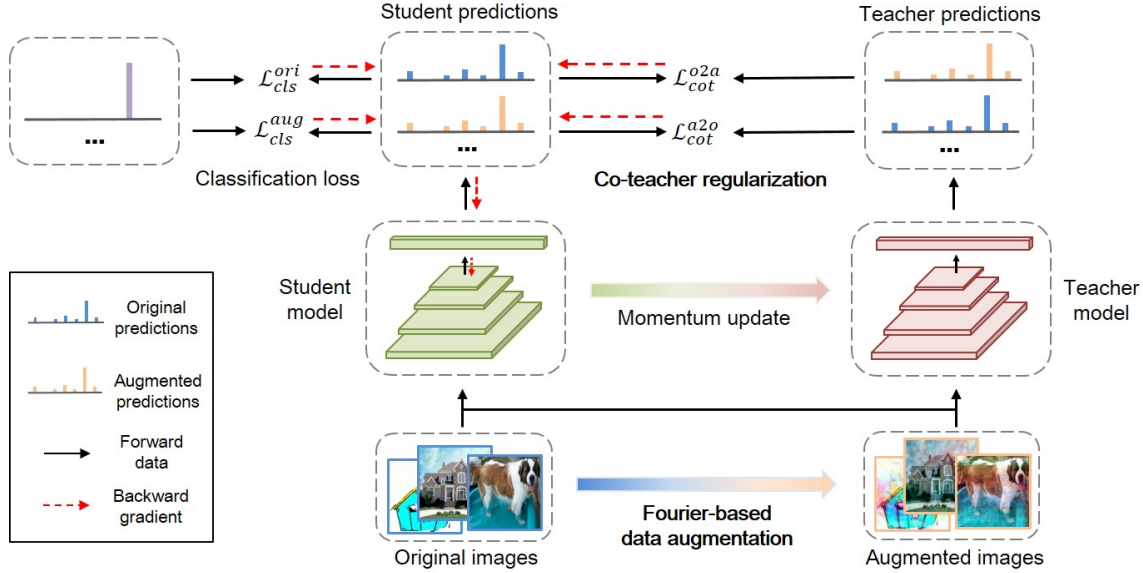 Student predictions
Teacher predictions
$\mathcal{L}_{cls}^{ori}$
$\mathcal{L}_{cot}^{o2a}$
$\mathcal{L}_{cls}^{aug}$
$\mathcal{L}_{cot}^{a2o}$
...
...
...
Classification loss
Co-teacher regularization
Student
model
Momentum update
Teacher
model
Original
predictions
Augmented
predictions
Forward
data
Backward
gradient
Fourier-based
data augmentation
Original images
Augmented images